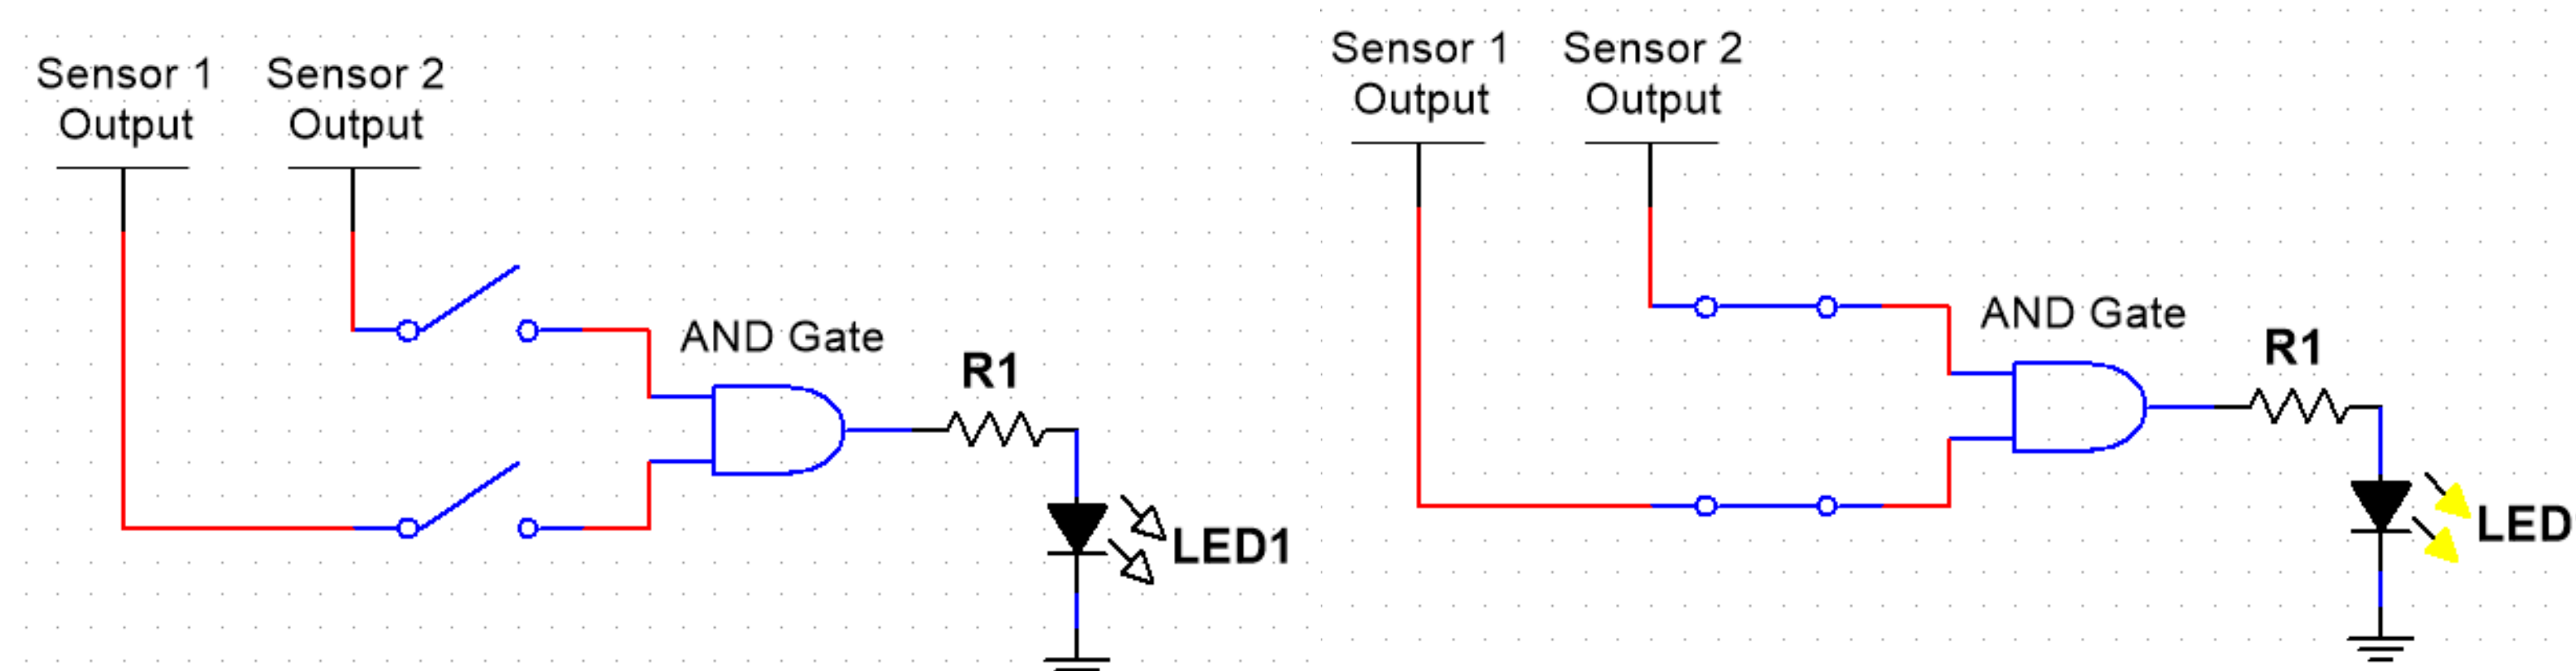 Sensor 1
Output
Sensor 2
Output
AND Gate
R1
LED1
Sensor 1
Output
Sensor 2
Output
AND Gate
R1
LED